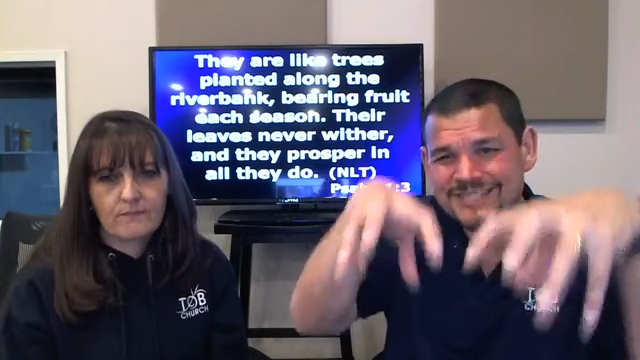 They are like trees
planted along the
riverbank, bearing fruit
each season. Their
leaves never wither,
and they prosper in
all they do. (NLT)
TOB
CHURCH
CHURCH